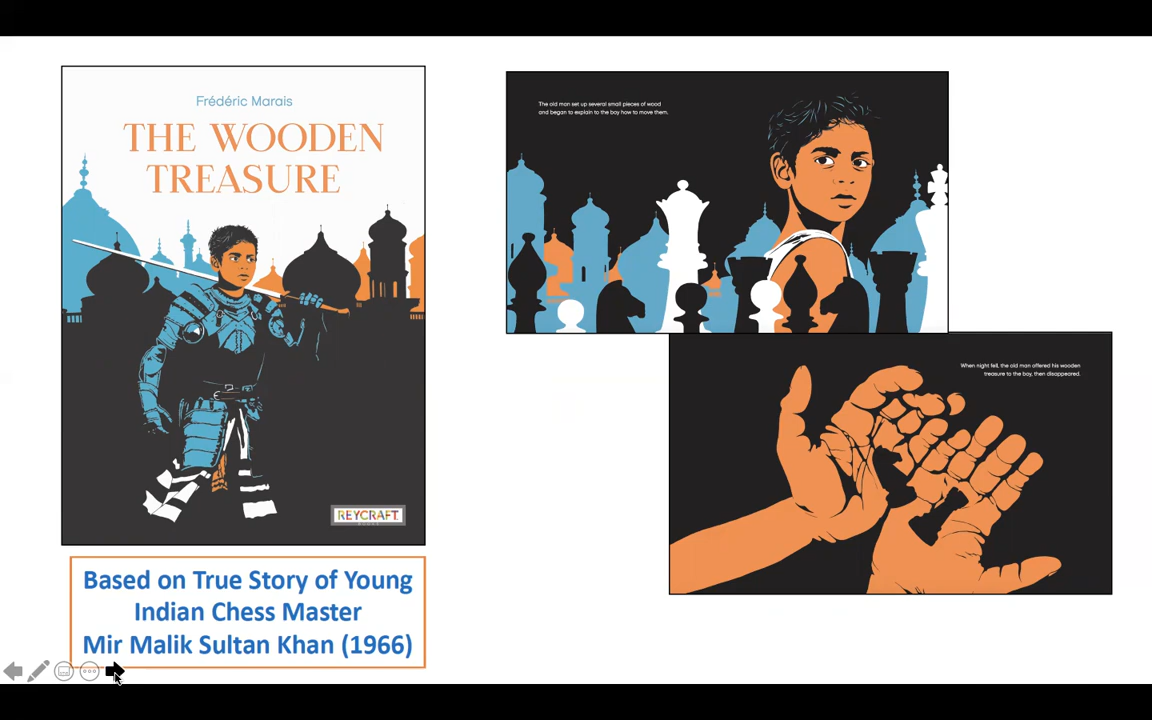 Frédéric Marais
THE WOODEN
TREASURE
REYCRAFT
BOOKS
Based on True Story of Young
Indian Chess Master
Mir Malik Sultan Khan (1966)
The old man set up several small pieces of wood
and began to explain to the boy how to move them.
When night fell, the old man offered his wooden
treasure to the boy, then disappeared.